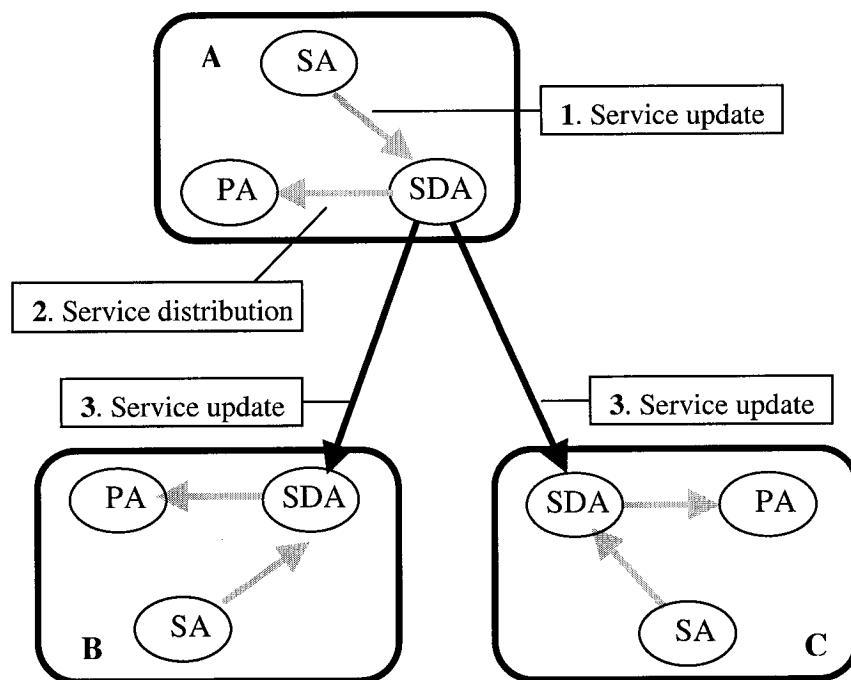 A
SA
1. Service update
PA
SDA
2. Service distribution
3. Service update
3. Service update
PA
SDA
SDA
PA
SA
B
SA
C